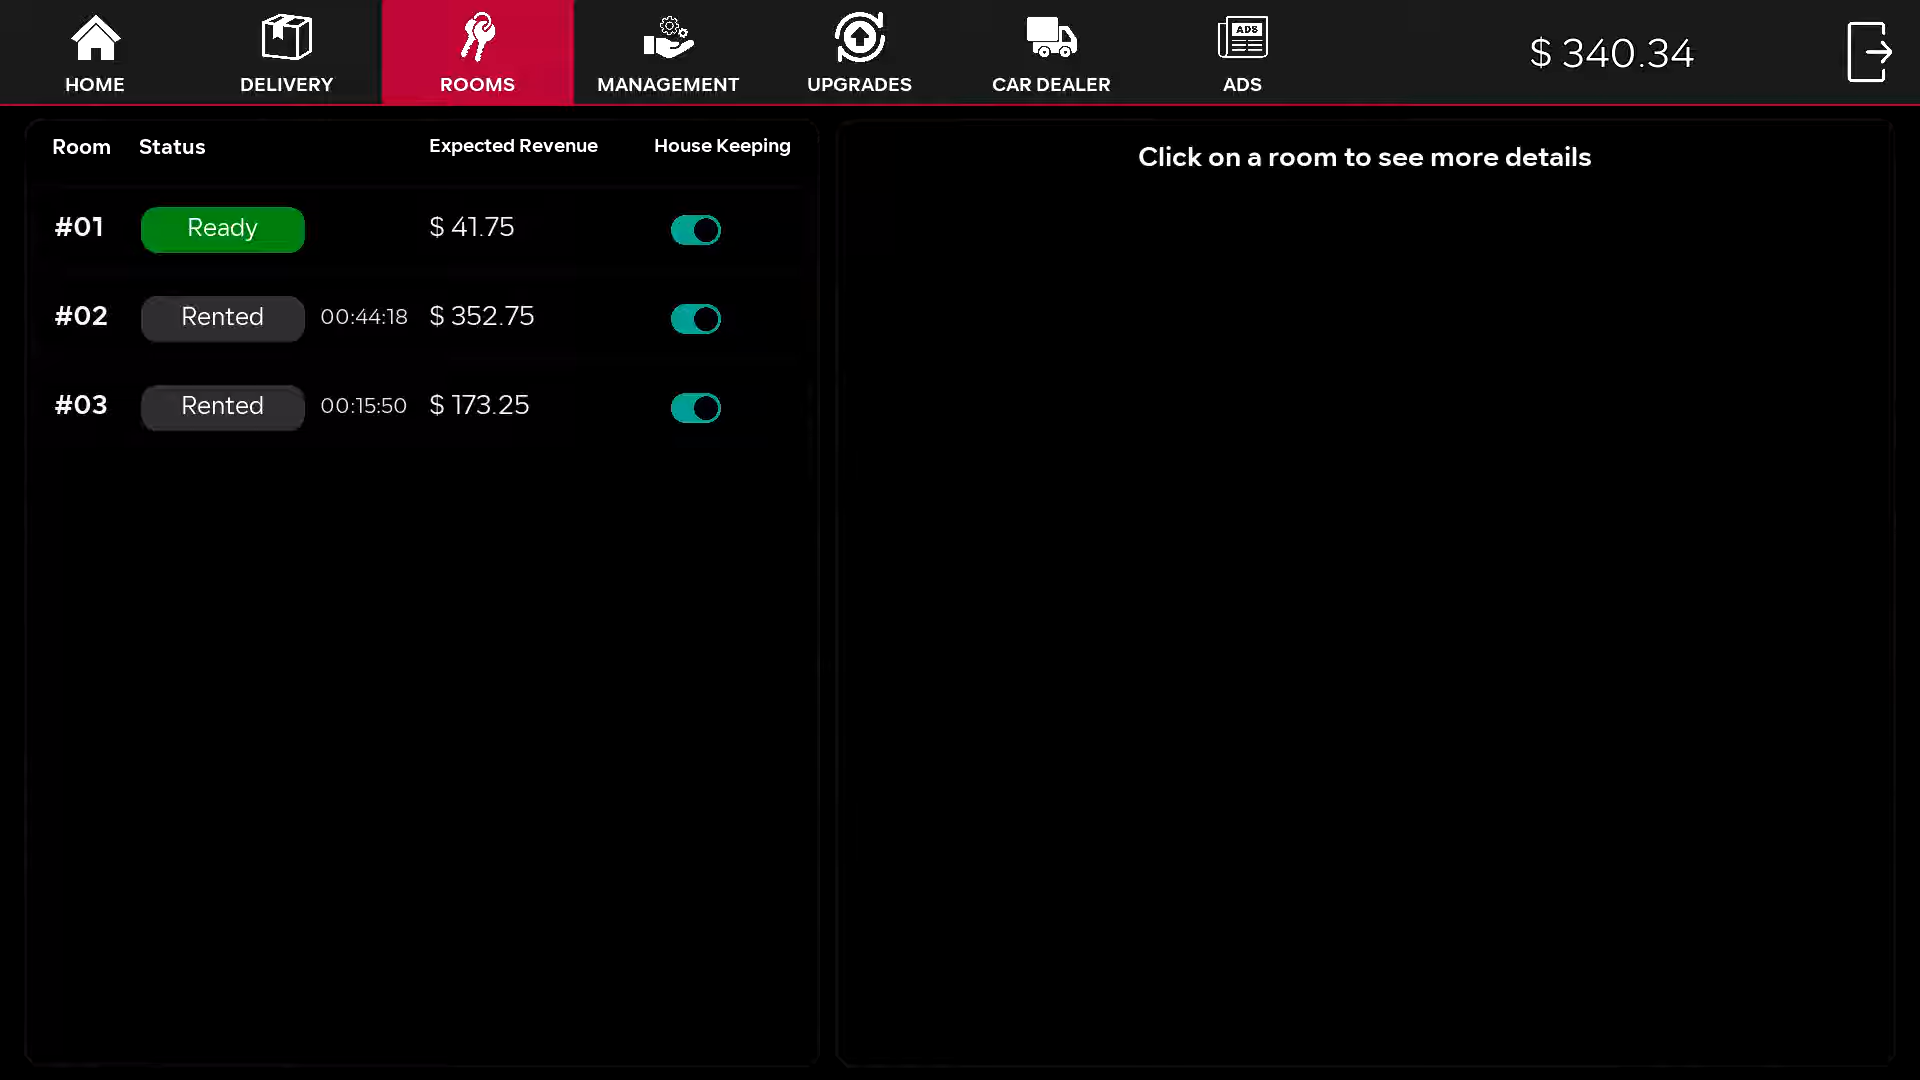 HOME
DELIVERY
ROOMS
MANAGEMENT
UPGRADES
CAR DEALER
ADS
ADS
$ 340.34
Room Status Expected Revenue House Keeping
#01 Ready $ 41.75
#02 Rented 00:44:18 $ 352.75
#03 Rented 00:15:50 $ 173.25
Click on a room to see more details